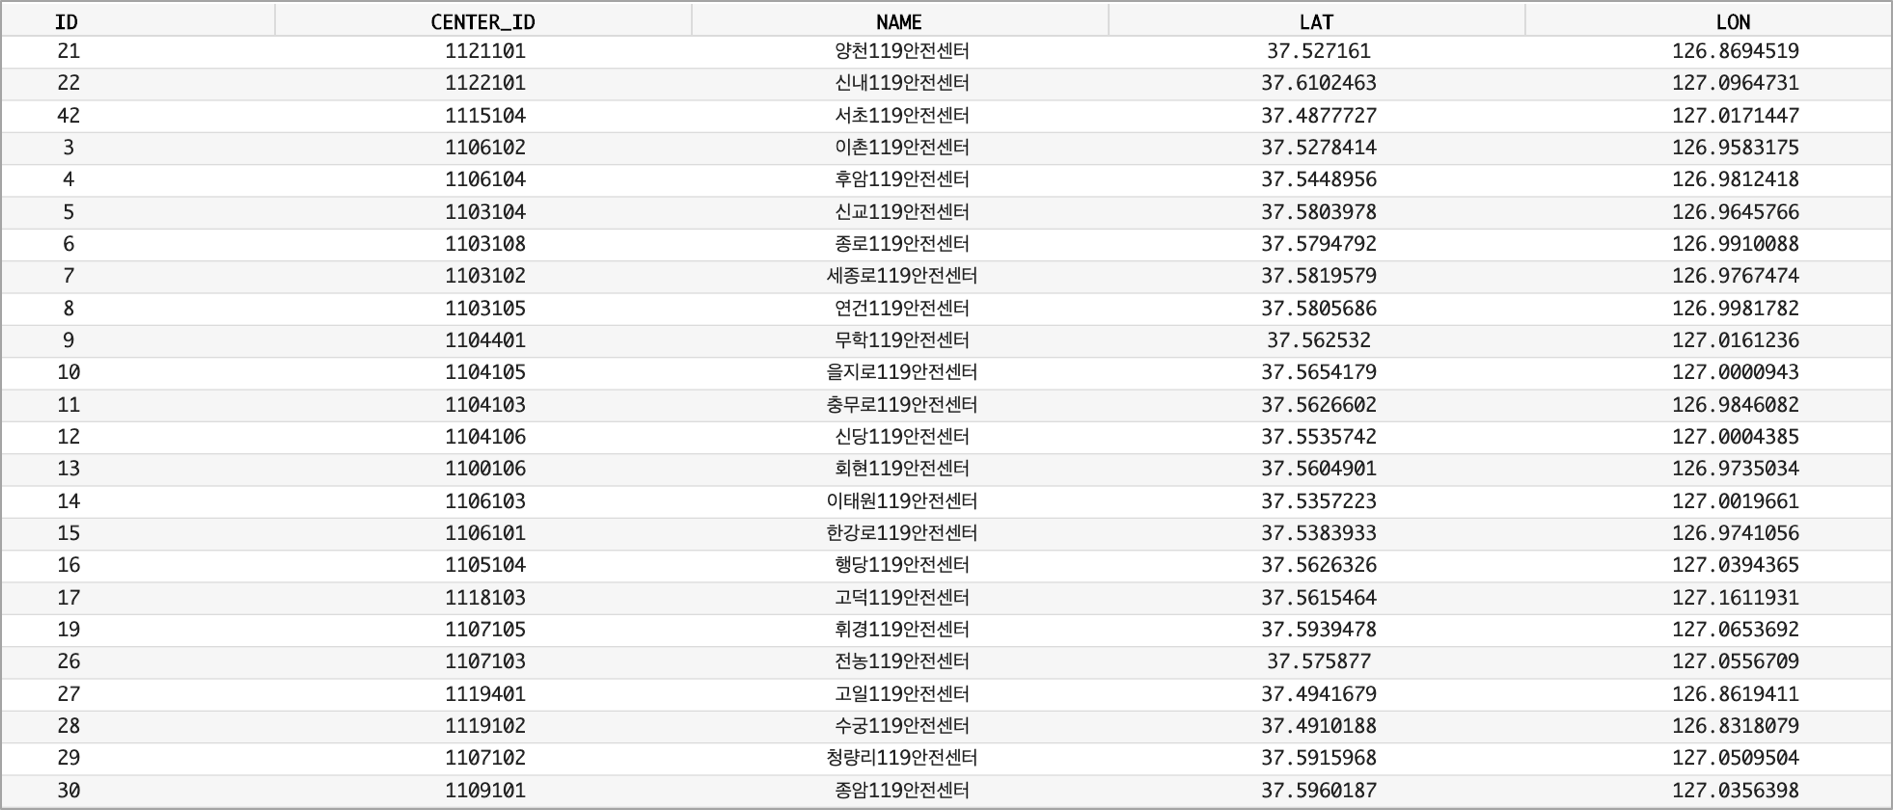 ID CENTER_ID NAME LAT LON
21 1121101 양천119안전센터 37.527161 126.8694519
22 1122101 신내119안전센터 37.6102463 127.0964731
42 1115104 서초119안전센터 37.4877727 127.0171447
3 1106102 이촌119안전센터 37.5278414 126.9583175
4 1106104 후암119안전센터 37.5448956 126.9812418
5 1103104 신교119안전센터 37.5803978 126.9645766
6 1103108 종로119안전센터 37.5794792 126.9910088
7 1103102 세종로119안전센터 37.5819579 126.9767474
8 1103105 연건119안전센터 37.5805686 126.9981782
9 1104401 무학119안전센터 37.562532 127.0161236
10 1104105 을지로119안전센터 37.5654179 127.0000943
11 1104103 충무로119안전센터 37.5626602 126.9846082
12 1104106 신당119안전센터 37.5535742 127.0004385
13 1100106 회현119안전센터 37.5604901 126.9735034
14 1106103 이태원119안전센터 37.5357223 127.0019661
15 1106101 한강로119안전센터 37.5383933 126.9741056
16 1105104 행당119안전센터 37.5626326 127.0394365
17 1118103 고덕119안전센터 37.5615464 127.1611931
19 1107105 휘경119안전센터 37.5939478 127.0653692
26 1107103 전농119안전센터 37.575877 127.0556709
27 1119401 고일119안전센터 37.4941679 126.8619411
28 1119102 수궁119안전센터 37.4910188 126.8318079
29 1107102 청량리119안전센터 37.5915968 127.0509504
30 1109101 종암119안전센터 37.5960187 127.0356398